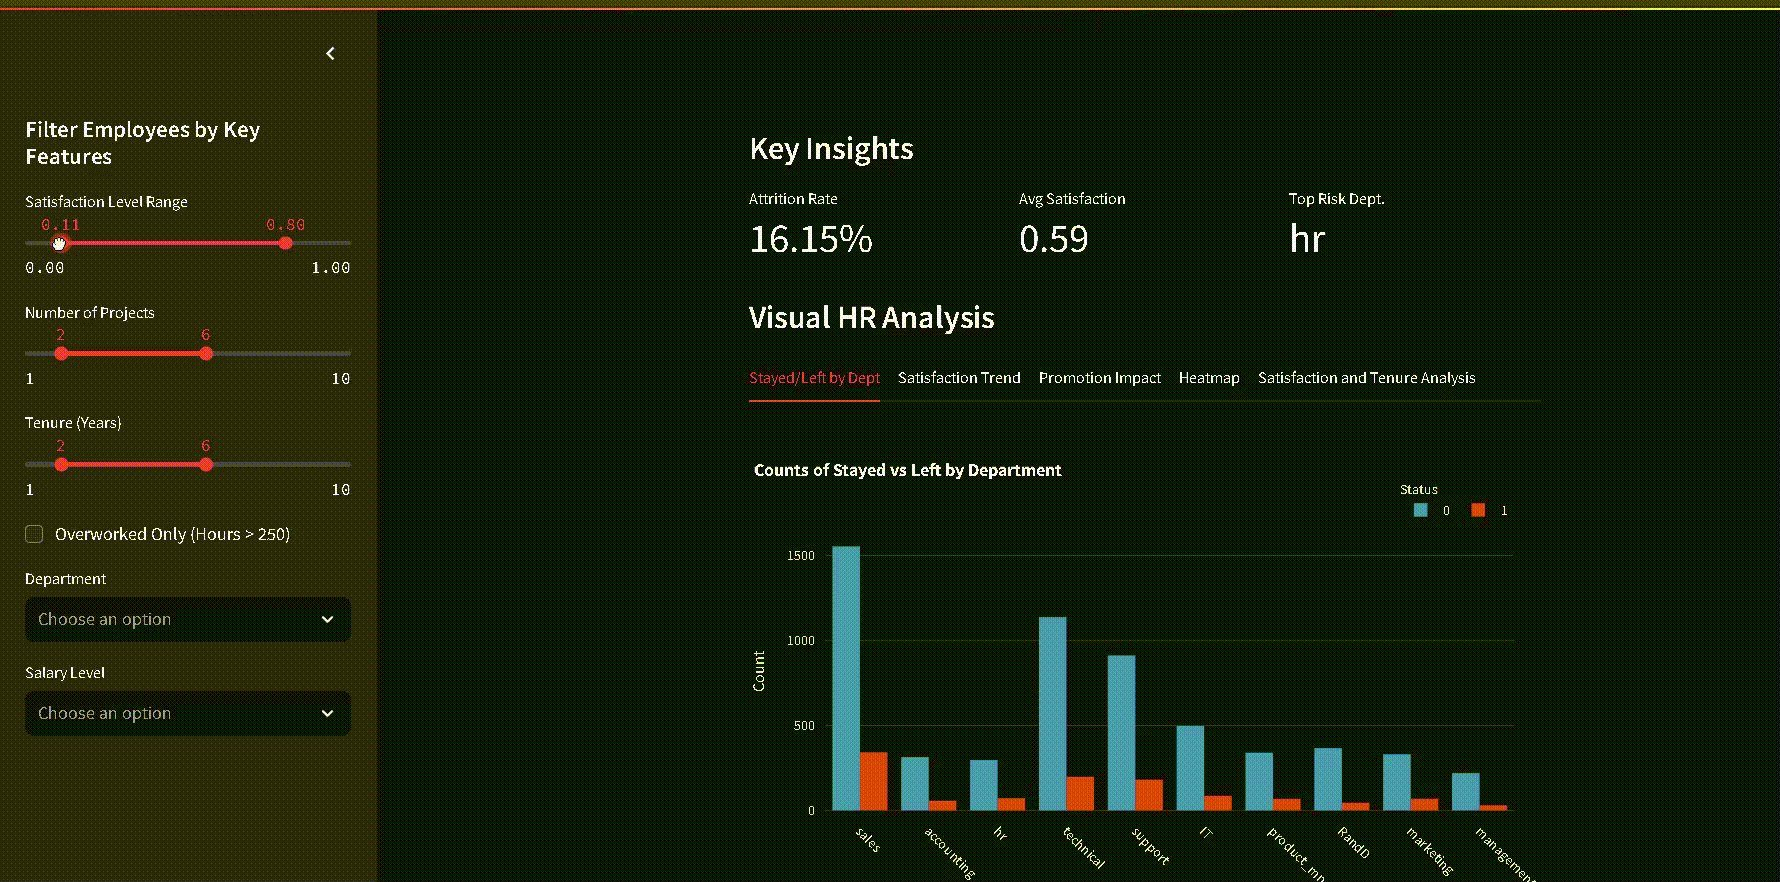 Filter Employees by Key
Features
Satisfaction Level Range
0.11 0.80
0.00 1.00
Number of Projects
2 6
1 10
Tenure (Years)
2 6
1 10
Overworked Only (Hours > 250)
Department
Choose an option
Salary Level
Choose an option
Key Insights
Attrition Rate Avg Satisfaction Top Risk Dept.
16.15% 0.59 hr
Visual HR Analysis
Stayed/Left by Dept Satisfaction Trend Promotion Impact Heatmap Satisfaction and Tenure Analysis
Counts of Stayed vs Left by Department
Status
0 1
1500
1000
500
0
Count
sales accounting hr technical support IT product_mn RandD marketing management